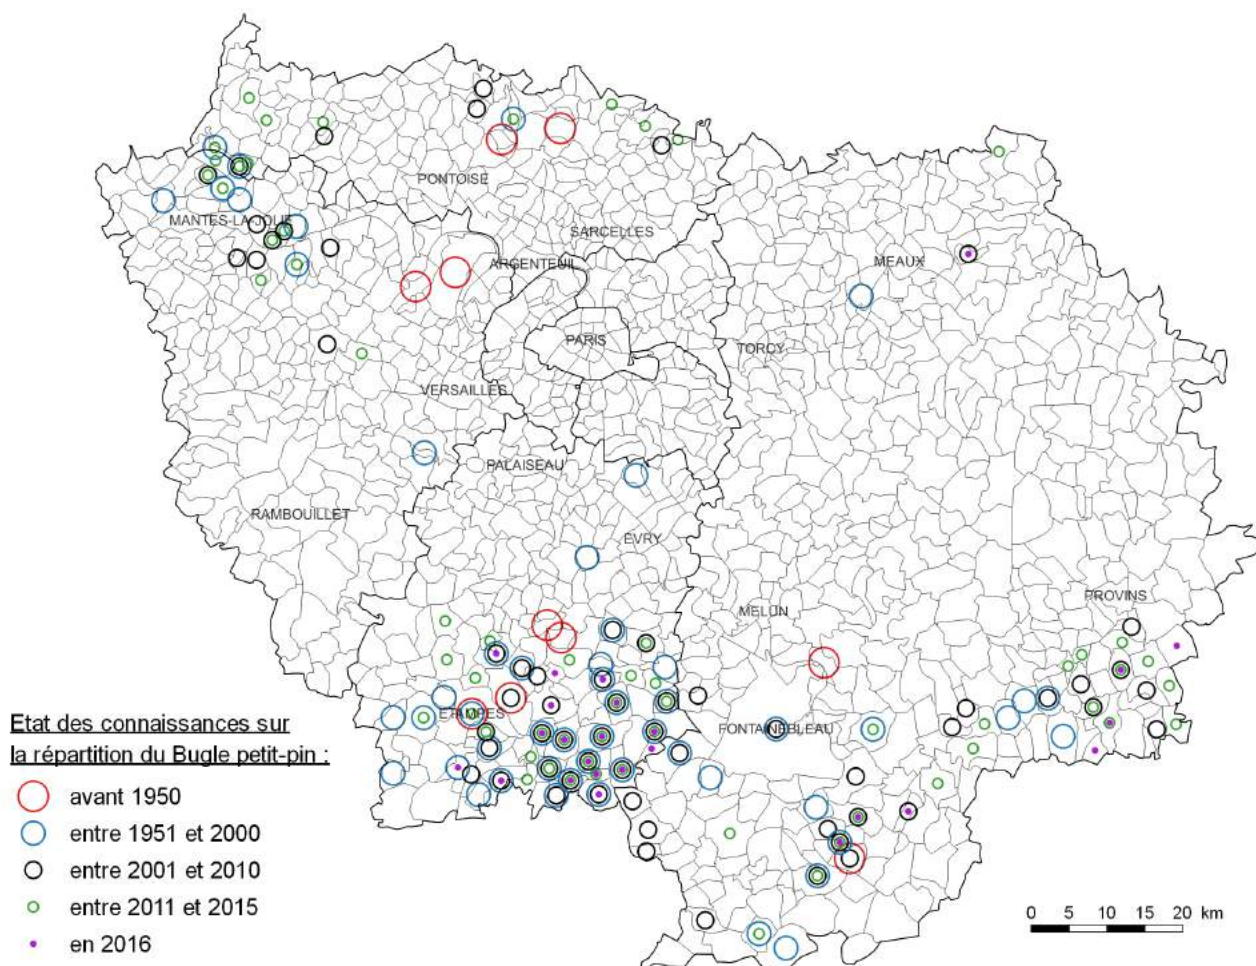 PONTOISE
MANTES-LA-JOLIE
SARCELLES
ARGENTEUIL
MEAUX
PARIS
TORCY
VERSAILLES
PALAISEAU
RAMBOUILLET
EVRY
PROVINS
MELUN
ETAMPES
FONTAINEBLEAU
Etat des connaissances sur
la répartition du Bugle petit-pin :
avant 1950
entre 1951 et 2000
entre 2001 et 2010
entre 2011 et 2015
en 2016
0 5 10 15 20 km